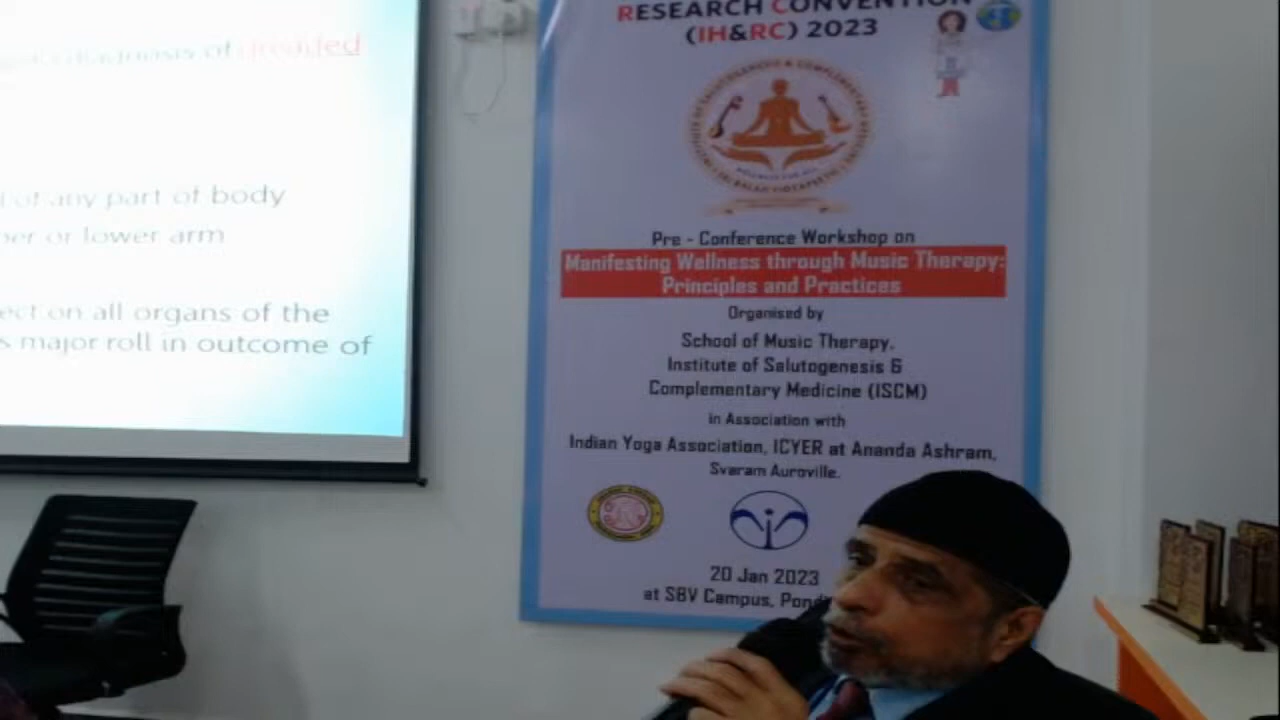 diagnosis of dreaded
of any part of body
or lower arm
on all organs of the
major roll in outcome of
RESEARCH CONVENTION
(IH&RC) 2023
Pre - Conference Workshop on
Manifesting Wellness through Music Therapy:
Principles and Practices
Organised by
School of Music Therapy,
Institute of Salutogenesis &
Complementary Medicine (ISCM)
in Association with
Indian Yoga Association, ICYER at Ananda Ashram,
Svaram Auroville.
20 Jan 2023
at SBV Campus,